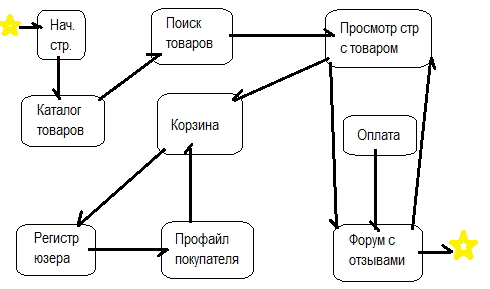 Нач.
стр.
Поиск
товаров
Просмотр стр
с товаром
Каталог
товаров
Корзина
Оплата
Регистр
юзера
Профайл
покупателя
Форум с
отзывами